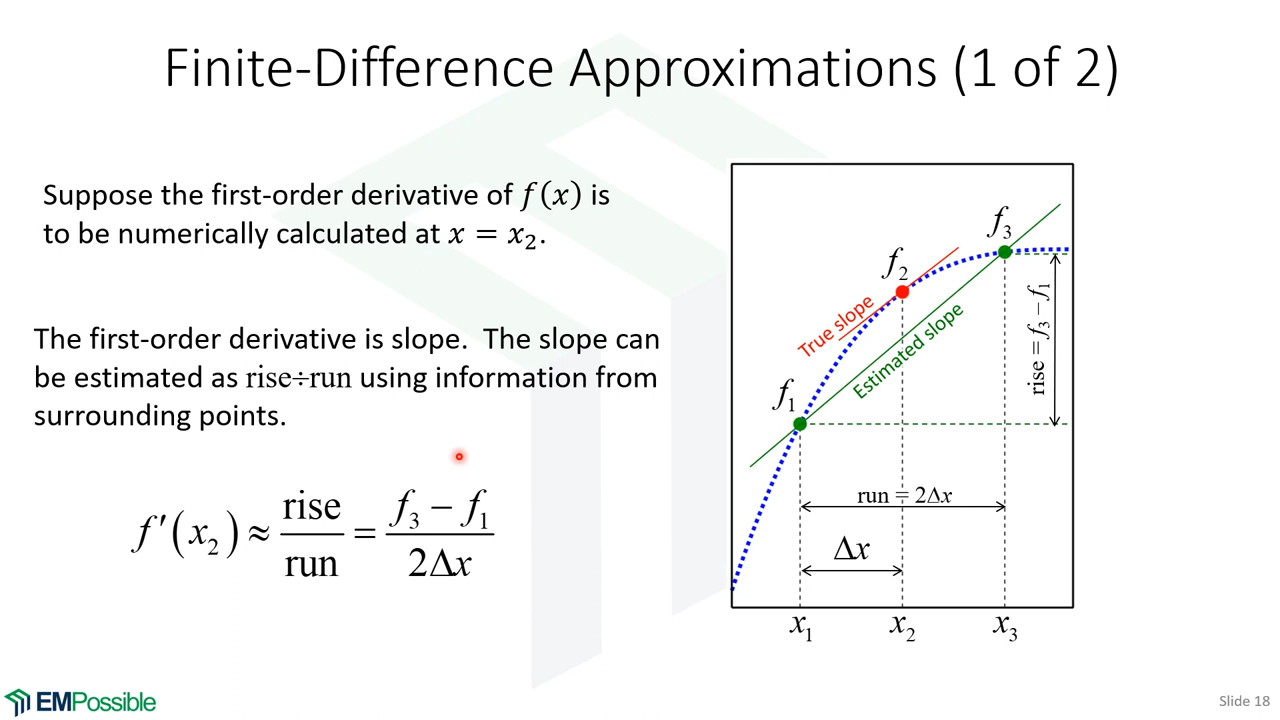 Finite-Difference Approximations (1 of 2)
Suppose the first-order derivative of f(x) is
to be numerically calculated at x = x₂.
The first-order derivative is slope. The slope can
be estimated as rise÷run using information from
surrounding points.
f′(x₂) ≈ rise/run = (f₃ − f₁)/(2Δx)
f₃
f₂
True slope
Estimated slope
rise = f₃ − f₁
f₁
run = 2Δx
Δx
x₁ x₂ x₃
EMPossible
Slide 18